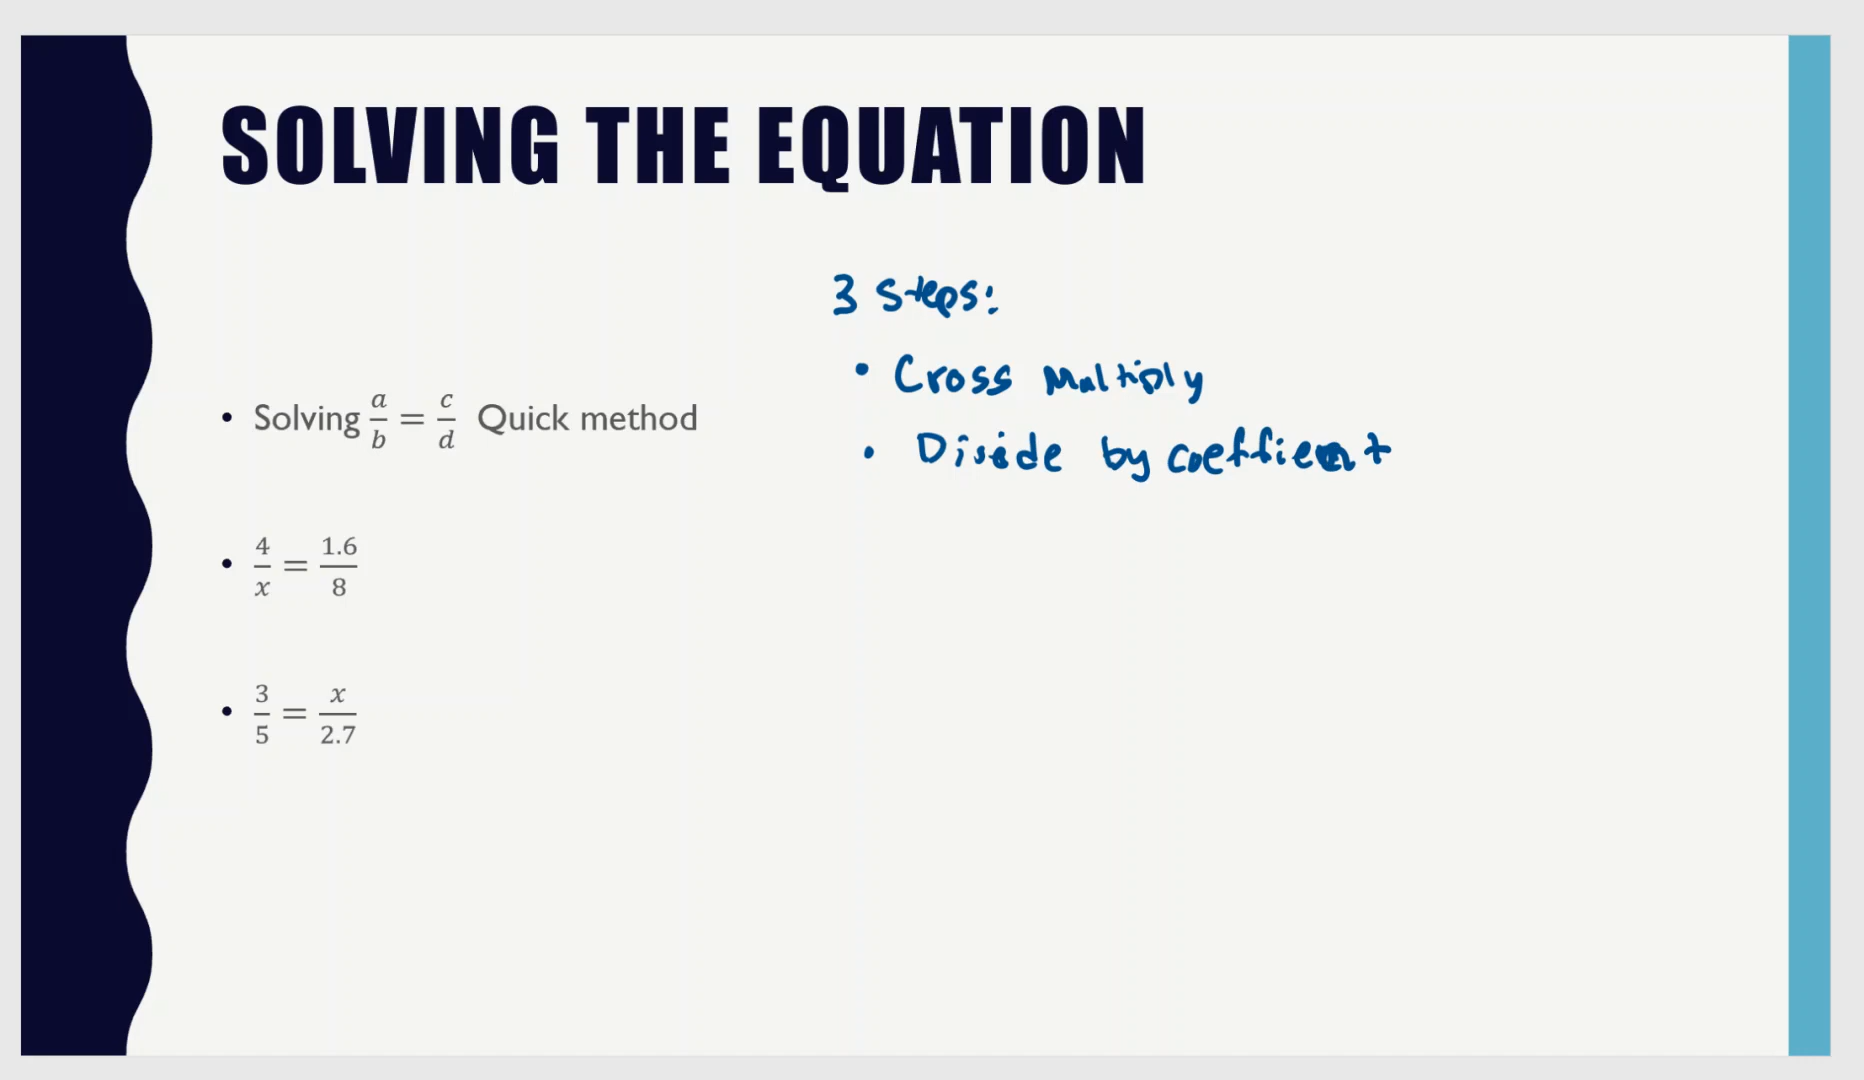 SOLVING THE EQUATION
3 Steps:
• Cross Multiply
• Divide by coeffient
• Solving a/b = c/d Quick method
• 4/x = 1.6/8
• 3/5 = x/2.7